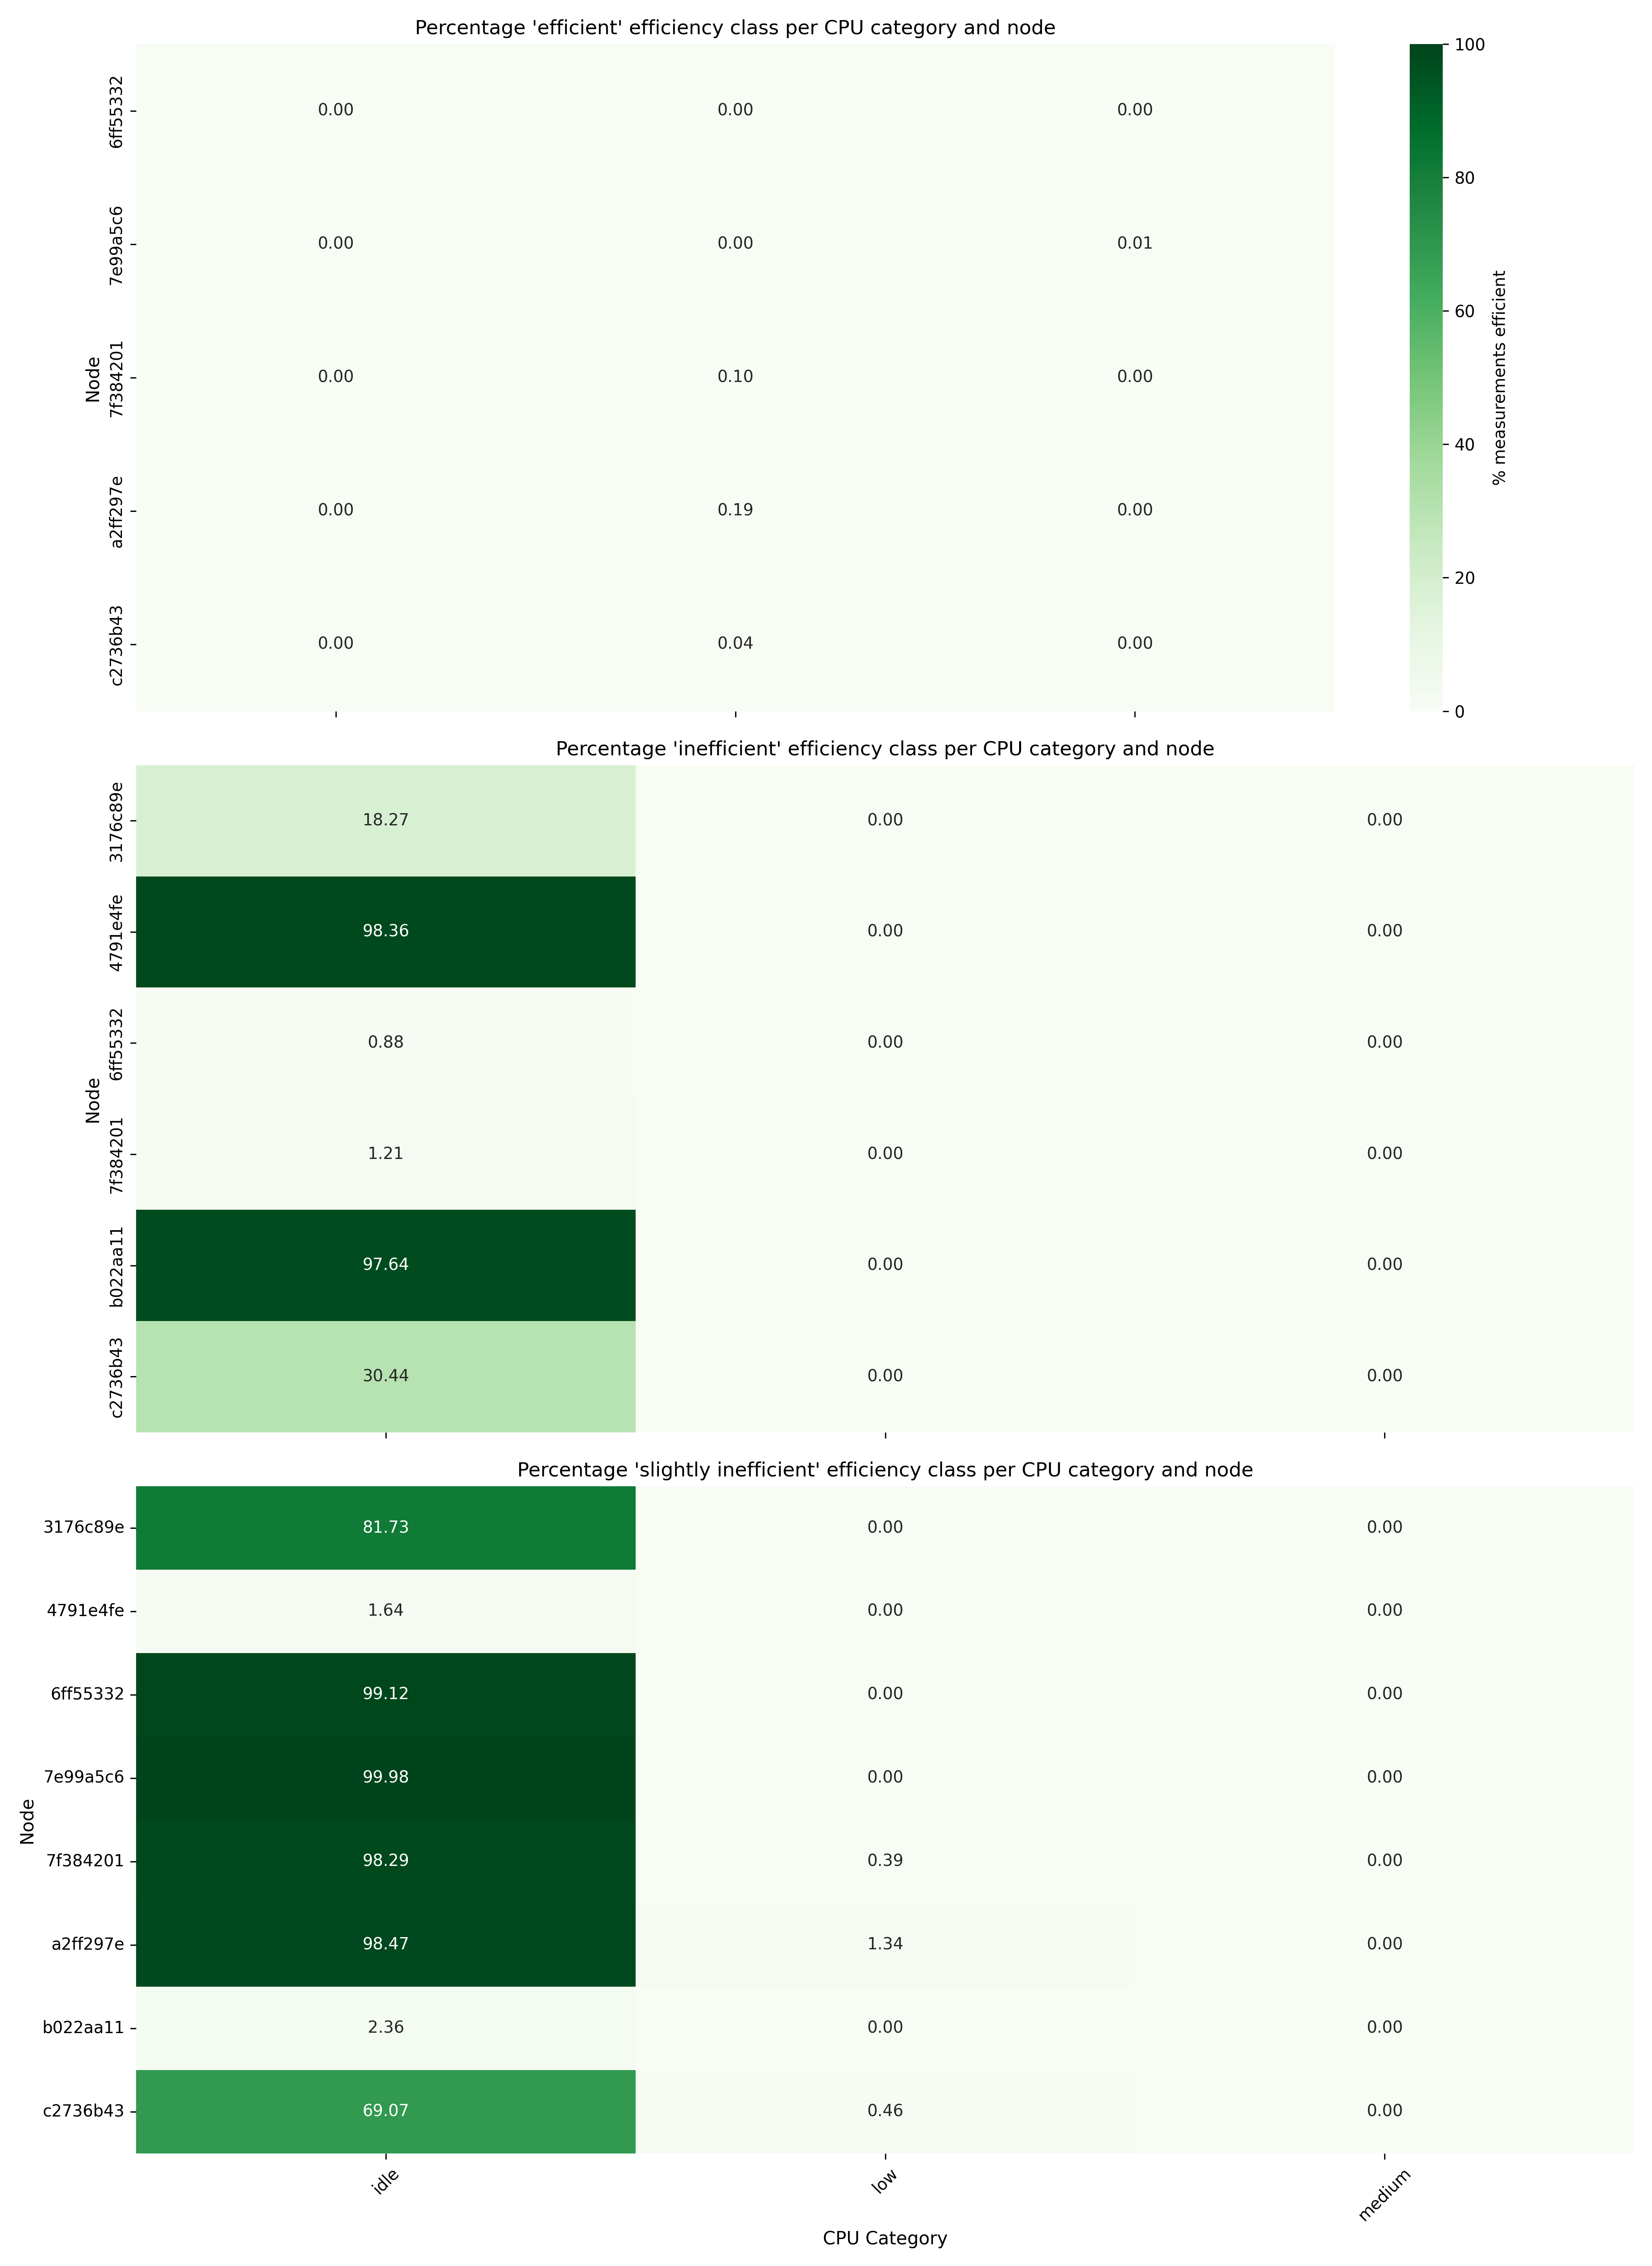 Percentage 'efficient' efficiency class per CPU category and node
6ff55332 0.00 0.00 0.00
7e99a5c6 0.00 0.00 0.01
7f384201 0.00 0.10 0.00
a2ff297e 0.00 0.19 0.00
c2736b43 0.00 0.04 0.00
Node
100
80
60
40
20
0
% measurements efficient
Percentage 'inefficient' efficiency class per CPU category and node
3176c89e 18.27 0.00 0.00
4791e4fe 98.36 0.00 0.00
6ff55332 0.88 0.00 0.00
7f384201 1.21 0.00 0.00
b022aa11 97.64 0.00 0.00
c2736b43 30.44 0.00 0.00
Node
Percentage 'slightly inefficient' efficiency class per CPU category and node
3176c89e 81.73 0.00 0.00
4791e4fe 1.64 0.00 0.00
6ff55332 99.12 0.00 0.00
7e99a5c6 99.98 0.00 0.00
7f384201 98.29 0.39 0.00
a2ff297e 98.47 1.34 0.00
b022aa11 2.36 0.00 0.00
c2736b43 69.07 0.46 0.00
Node
idle low medium
CPU Category